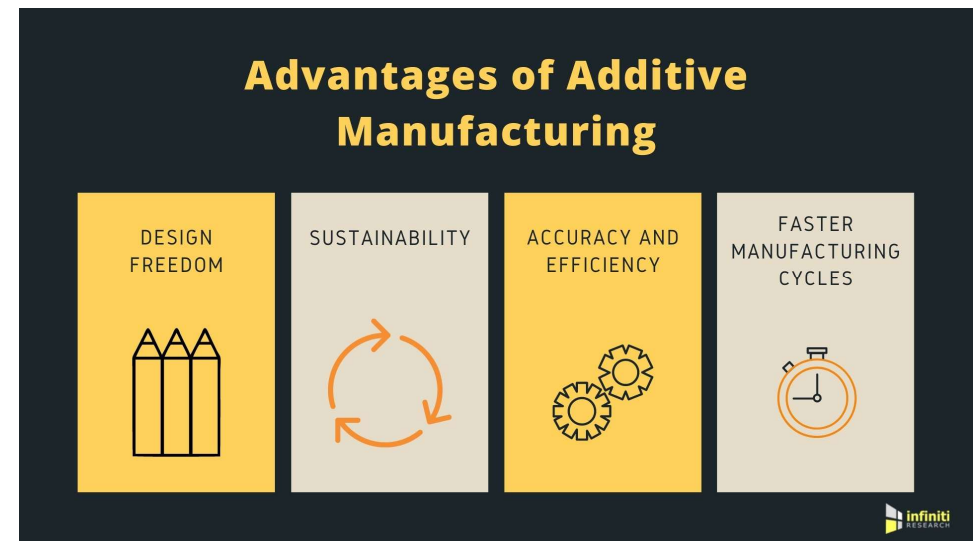 Advantages of Additive
Manufacturing
DESIGN
FREEDOM
SUSTAINABILITY
ACCURACY AND
EFFICIENCY
FASTER
MANUFACTURING
CYCLES
infiniti
RESEARCH